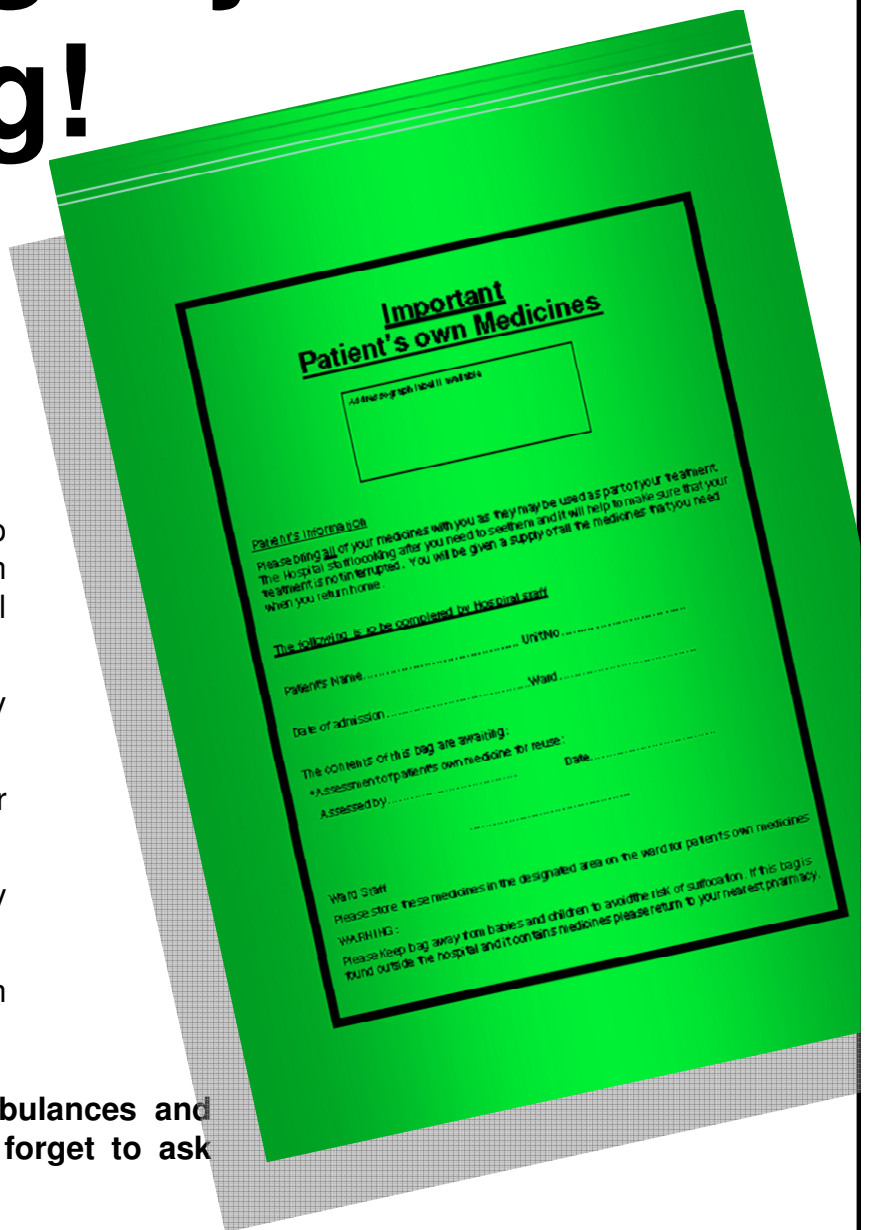 g!
Important
Patient's own Medicines
Addressograph label if available
Patient's Information
Please bring all of your medicines with you as they may be used as part of your treatment.
The Hospital staff looking after you need to see them and it will help to make sure that your
treatment is not interrupted. You will be given a supply of all the medicines that you need
when you return home.
The following is to be completed by Hospital staff
Patient's Name.......................................... Unit No..................................
Date of admission.......................................Ward.....................................
The contents of this bag are awaiting:
*Assessment of patient's own medicine for reuse:
Assessed by.................................... Date..................................
.............................................
Ward Staff
Please store these medicines in the designated area on the ward for patient's own medicines
WARNING:
Please Keep bag away from babies and children to avoid the risk of suffocation. If this bag is
found outside the hospital and it contains medicines please return to your nearest pharmacy.
bulances and
forget to ask